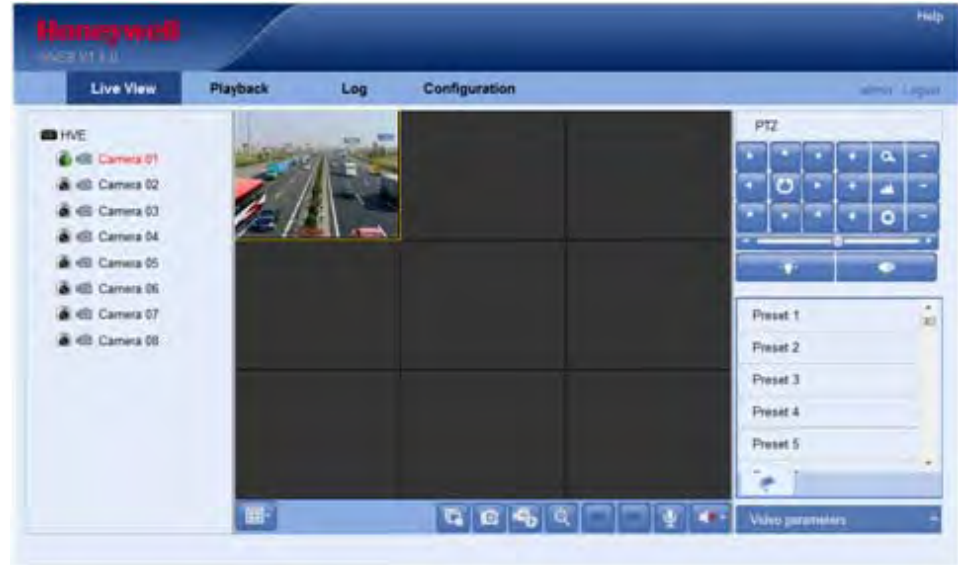 Honeywell
Help
Live View Playback Log Configuration
admin Logout
HVE
Camera 01
Camera 02
Camera 03
Camera 04
Camera 05
Camera 06
Camera 07
Camera 08
PTZ
Preset 1
Preset 2
Preset 3
Preset 4
Preset 5
Video parameters